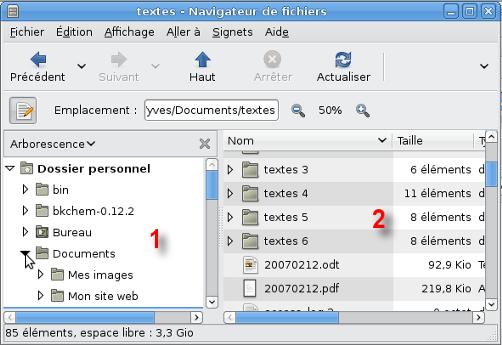 textes - Navigateur de fichiers
Fichier Édition Affichage Aller à Signets Aide
Précédent Suivant Haut Arrêter Actualiser
Emplacement : yves/Documents/textes 50%
Arborescence
Dossier personnel
bin
bkchem-0.12.2
Bureau
Documents
Mes images
Mon site web
1
Nom Taille
textes 3 6 éléments d
textes 4 11 éléments d
textes 5 8 éléments d
textes 6 8 éléments d
20070212.odt 92,9 Kio T
20070212.pdf 219,8 Kio A
2
85 éléments, espace libre : 3,3 Gio